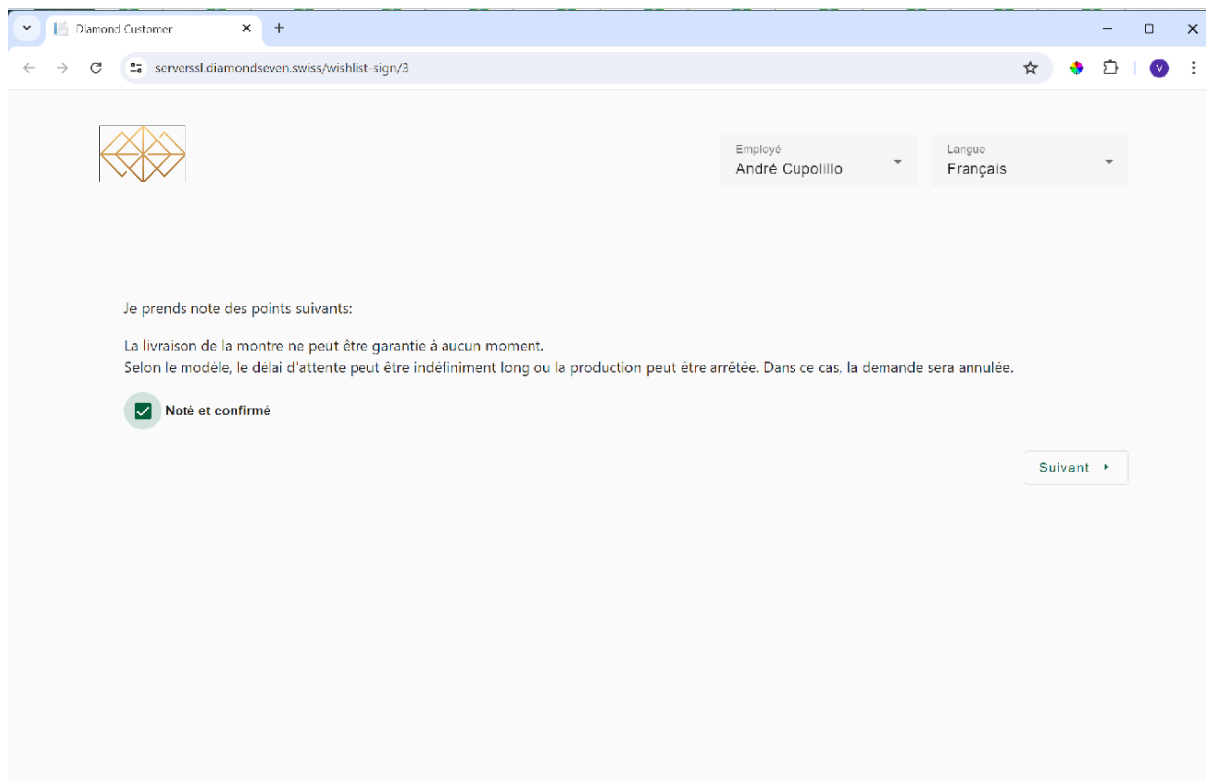 Diamond Customer
serverssl.diamondseven.swiss/wishlist-sign/3
V
Employé
André Cupolillo
Langue
Français
Je prends note des points suivants:
La livraison de la montre ne peut être garantie à aucun moment.
Selon le modèle, le délai d'attente peut être indéfiniment long ou la production peut être arrêtée. Dans ce cas, la demande sera annulée.
Noté et confirmé
Suivant